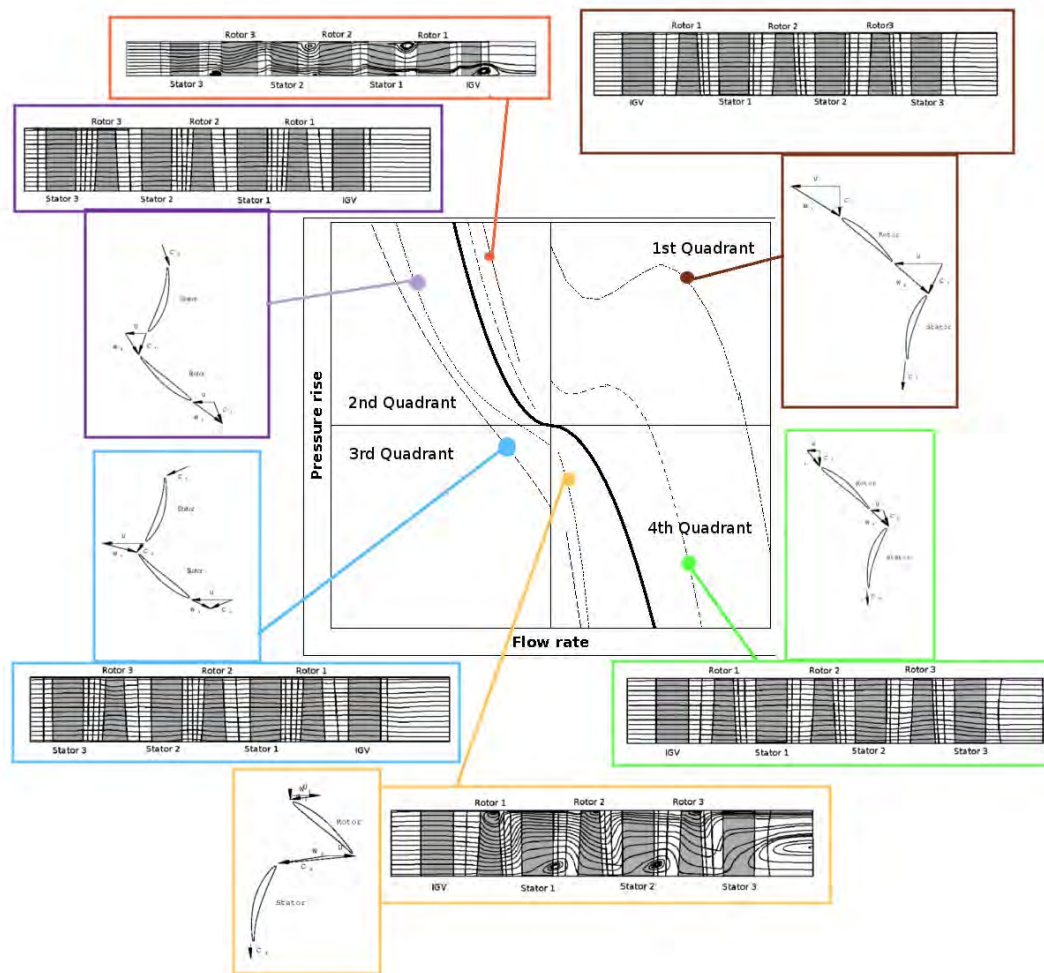 Rotor 3 Rotor 2 Rotor 1
Stator 3 Stator 2 Stator 1 IGV
Rotor 1 Rotor 2 Rotor3
IGV Stator 1 Stator 2 Stator 3
Rotor 3 Rotor 2 Rotor 1
Stator 3 Stator 2 Stator 1 IGV
U
Rotor
U
Stator
U
U
1st Quadrant
2nd Quadrant
3rd Quadrant
4th Quadrant
Pressure rise
Flow rate
Stator
U
U
U
Rotor
U
Stator
Rotor 3 Rotor 2 Rotor 1
Stator 3 Stator 2 Stator 1 IGV
Rotor 1 Rotor 2 Rotor 3
IGV Stator 1 Stator 2 Stator 3
Rotor
U
Stator
Rotor 1 Rotor 2 Rotor 3
IGV Stator 1 Stator 2 Stator 3